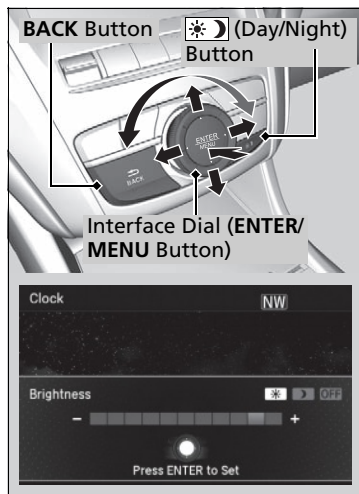 BACK Button
(Day/Night)
Button
ENTER
MENU
BACK
Interface Dial (ENTER/
MENU Button)
Clock NW
Brightness OFF
- +
Press ENTER to Set